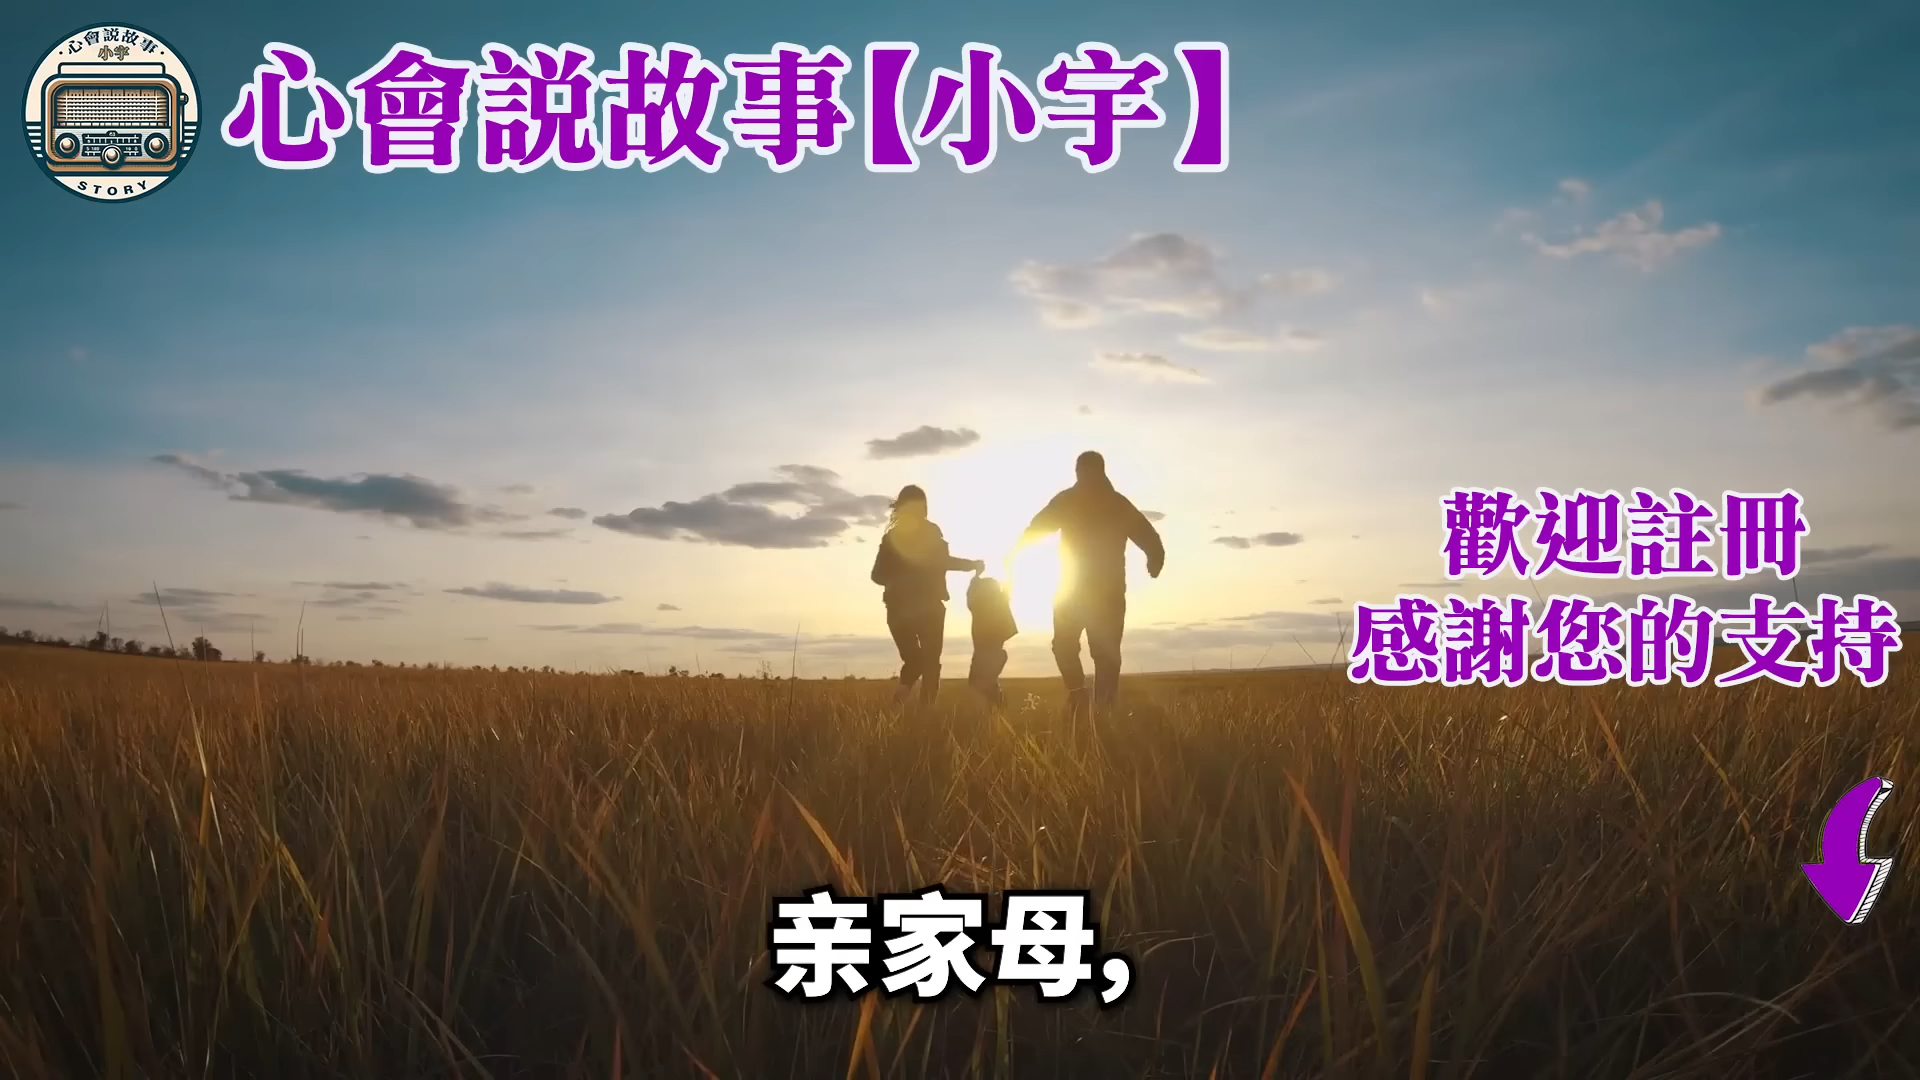 ·心會説故事·
小宇
STORY
心會説故事【小宇】
歡迎註冊
感謝您的支持
亲家母,